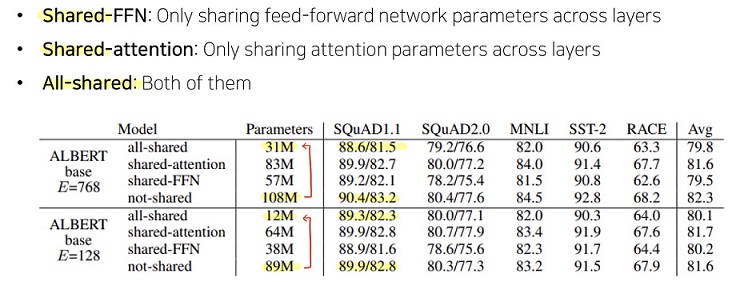 • Shared-FFN: Only sharing feed-forward network parameters across layers
• Shared-attention: Only sharing attention parameters across layers
• All-shared: Both of them
Model Parameters SQuAD1.1 SQuAD2.0 MNLI SST-2 RACE Avg
ALBERT base E=768
all-shared 31M 88.6/81.5 79.2/76.6 82.0 90.6 63.3 79.8
shared-attention 83M 89.9/82.7 80.0/77.2 84.0 91.4 67.7 81.6
shared-FFN 57M 89.2/82.1 78.2/75.4 81.5 90.8 62.6 79.5
not-shared 108M 90.4/83.2 80.4/77.6 84.5 92.8 68.2 82.3
ALBERT base E=128
all-shared 12M 89.3/82.3 80.0/77.1 82.0 90.3 64.0 80.1
shared-attention 64M 89.9/82.8 80.7/77.9 83.4 91.9 67.6 81.7
shared-FFN 38M 88.9/81.6 78.6/75.6 82.3 91.7 64.4 80.2
not-shared 89M 89.9/82.8 80.3/77.3 83.2 91.5 67.9 81.6